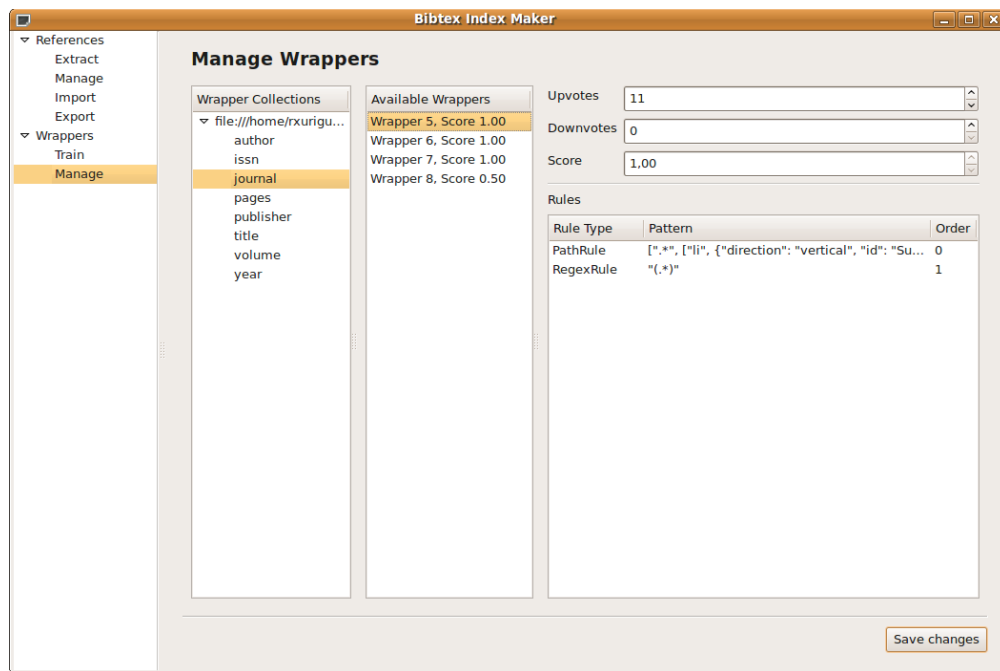 Bibtex Index Maker
References
Extract
Manage
Import
Export
Wrappers
Train
Manage
Manage Wrappers
Wrapper Collections
file:///home/rxurigu...
author
issn
journal
pages
publisher
title
volume
year
Available Wrappers
Wrapper 5, Score 1.00
Wrapper 6, Score 1.00
Wrapper 7, Score 1.00
Wrapper 8, Score 0.50
Upvotes 11
Downvotes 0
Score 1,00
Rules
Rule Type Pattern Order
PathRule [".*", ["li", {"direction": "vertical", "id": "Su... 0
RegexRule "(.*)" 1
Save changes